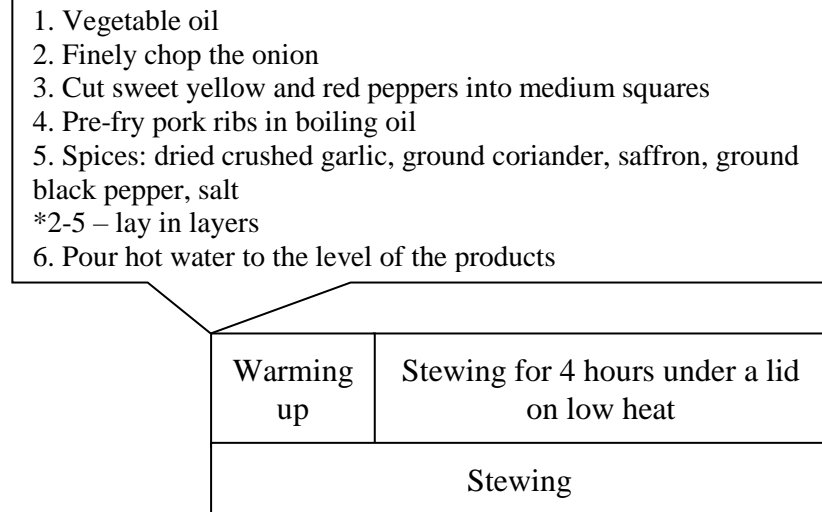 1. Vegetable oil
2. Finely chop the onion
3. Cut sweet yellow and red peppers into medium squares
4. Pre-fry pork ribs in boiling oil
5. Spices: dried crushed garlic, ground coriander, saffron, ground
black pepper, salt
*2-5 – lay in layers
6. Pour hot water to the level of the products
Warming
up
Stewing for 4 hours under a lid
on low heat
Stewing